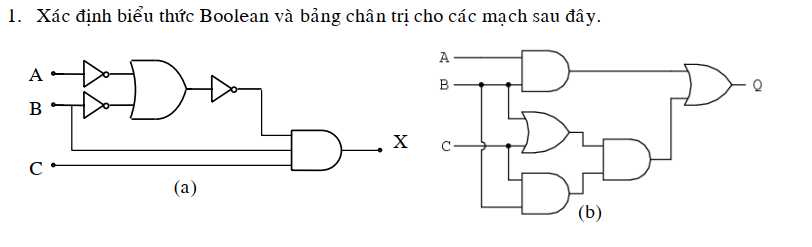 1. Xác định biểu thức Boolean và bảng chân trị cho các mạch sau đây.
A
B
C
X
(a)
A
B
C
Q
(b)